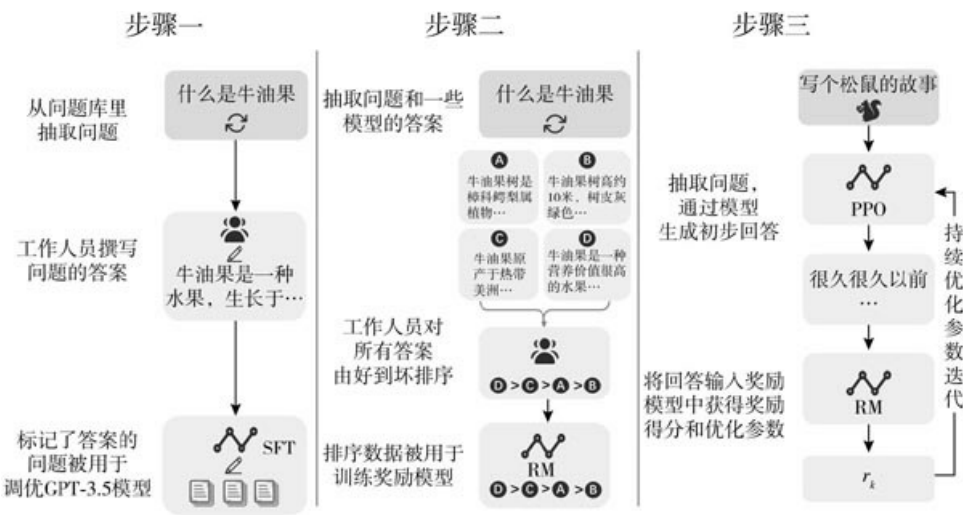 步骤一
从问题库里
抽取问题
什么是牛油果
工作人员撰写
问题的答案
牛油果是一种
水果，生长于…
标记了答案的
问题被用于
调优GPT-3.5模型
SFT
步骤二
抽取问题和一些
模型的答案
什么是牛油果
A
牛油果树是
樟科鳄梨属
植物…
B
牛油果树高约
10米，树皮灰
绿色…
C
牛油果原
产于热带
美洲…
D
牛油果是一种
营养价值很高
的水果…
工作人员对
所有答案
由好到坏排序
D>C>A>B
排序数据被用于
训练奖励模型
RM
D>C>A>B
步骤三
写个松鼠的故事
抽取问题，
通过模型
生成初步回答
PPO
很久很久以前
…
将回答输入奖励
模型中获得奖励
得分和优化参数
RM
rₖ
持续优化参数迭代